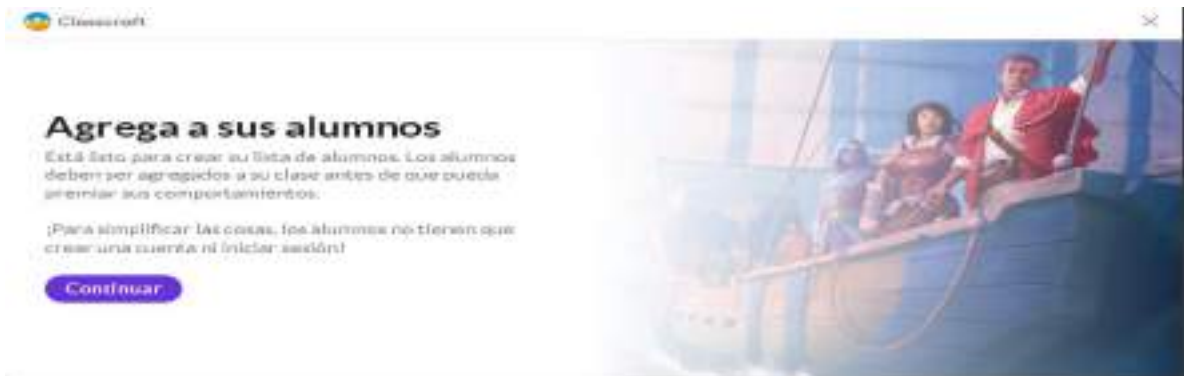 Classcraft
Agrega a sus alumnos
Está listo para crear su lista de alumnos. Los alumnos
deben ser agregados a su clase antes de que pueda
premiar sus comportamientos.
¡Para simplificar las cosas, los alumnos no tienen que
crear una cuenta ni iniciar sesión!
Continuar